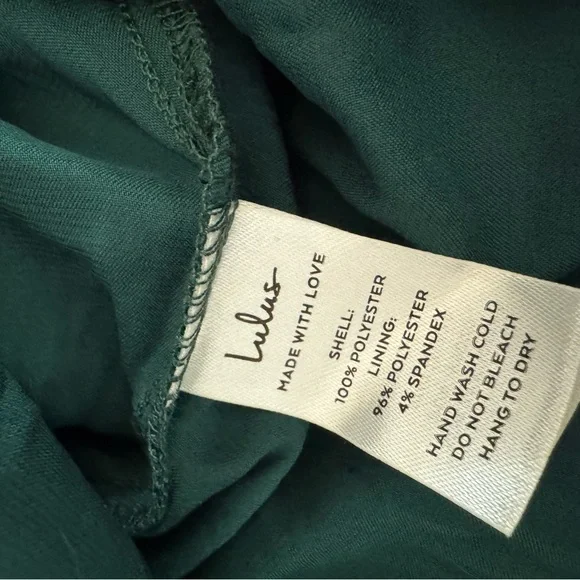 Lulus
MADE WITH LOVE
SHELL:
100% POLYESTER
LINING:
96% POLYESTER
4% SPANDEX
HAND WASH COLD
DO NOT BLEACH
HANG TO DRY